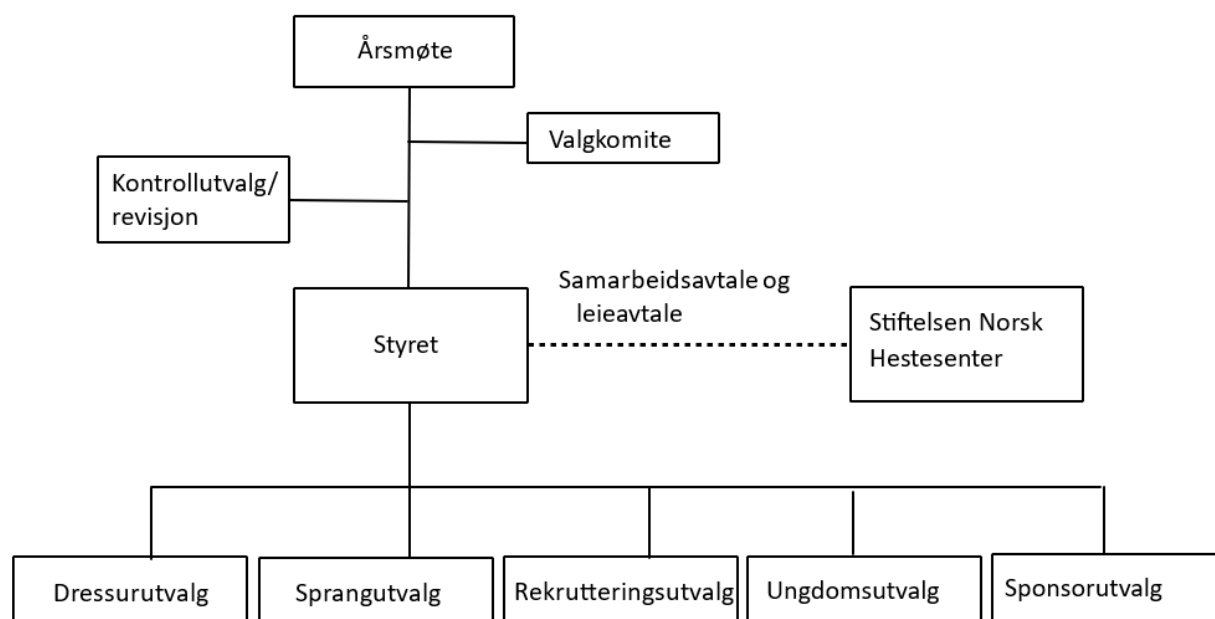 Årsmøte
Valgkomite
Kontrollutvalg/
revisjon
Samarbeidsavtale og
leieavtale
Styret
Stiftelsen Norsk
Hestesenter
Dressurutvalg
Sprangutvalg
Rekrutteringsutvalg
Ungdomsutvalg
Sponsorutvalg